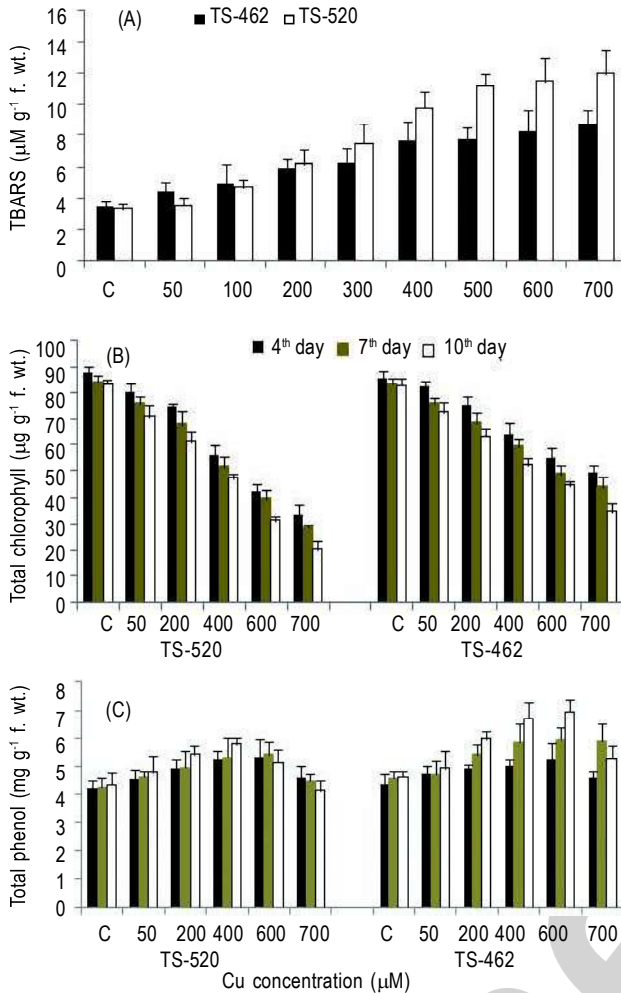 (A) TS-462 TS-520
TBARS (µM g⁻¹ f. wt.)
16
14
12
10
8
6
4
2
0
C 50 100 200 300 400 500 600 700
(B) 4th day 7th day 10th day
Total chlorophyll (µg g⁻¹ f. wt.)
100
90
80
70
60
50
40
30
20
10
0
C 50 200 400 600 700 C 50 200 400 600 700
TS-520 TS-462
(C)
Total phenol (mg g⁻¹ f. wt.)
8
7
6
5
4
3
2
1
0
C 50 200 400 600 700 C 50 200 400 600 700
TS-520 TS-462
Cu concentration (µM)